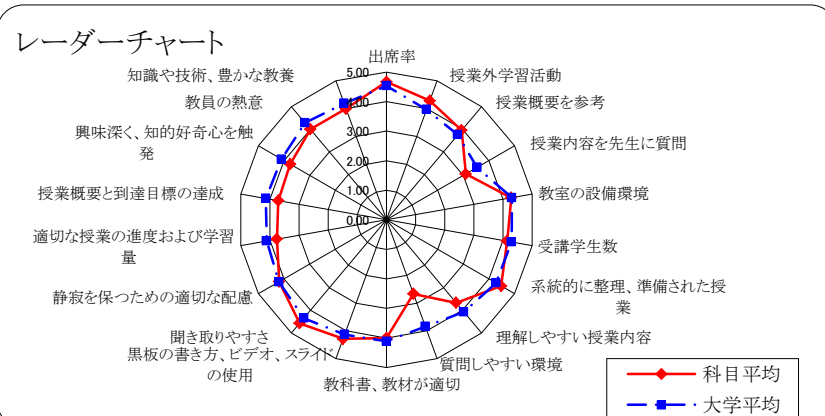 レーダーチャート
出席率
授業外学習活動
授業概要を参考
授業内容を先生に質問
教室の設備環境
受講学生数
系統的に整理、準備された授
業
理解しやすい授業内容
質問しやすい環境
教科書、教材が適切
黒板の書き方、ビデオ、スライド
の使用
聞き取りやすさ
静寂を保つための適切な配慮
適切な授業の進度および学習
量
授業概要と到達目標の達成
興味深く、知的好奇心を触
発
教員の熱意
知識や技術、豊かな教養
5.00
4.00
3.00
2.00
1.00
0.00
科目平均
大学平均